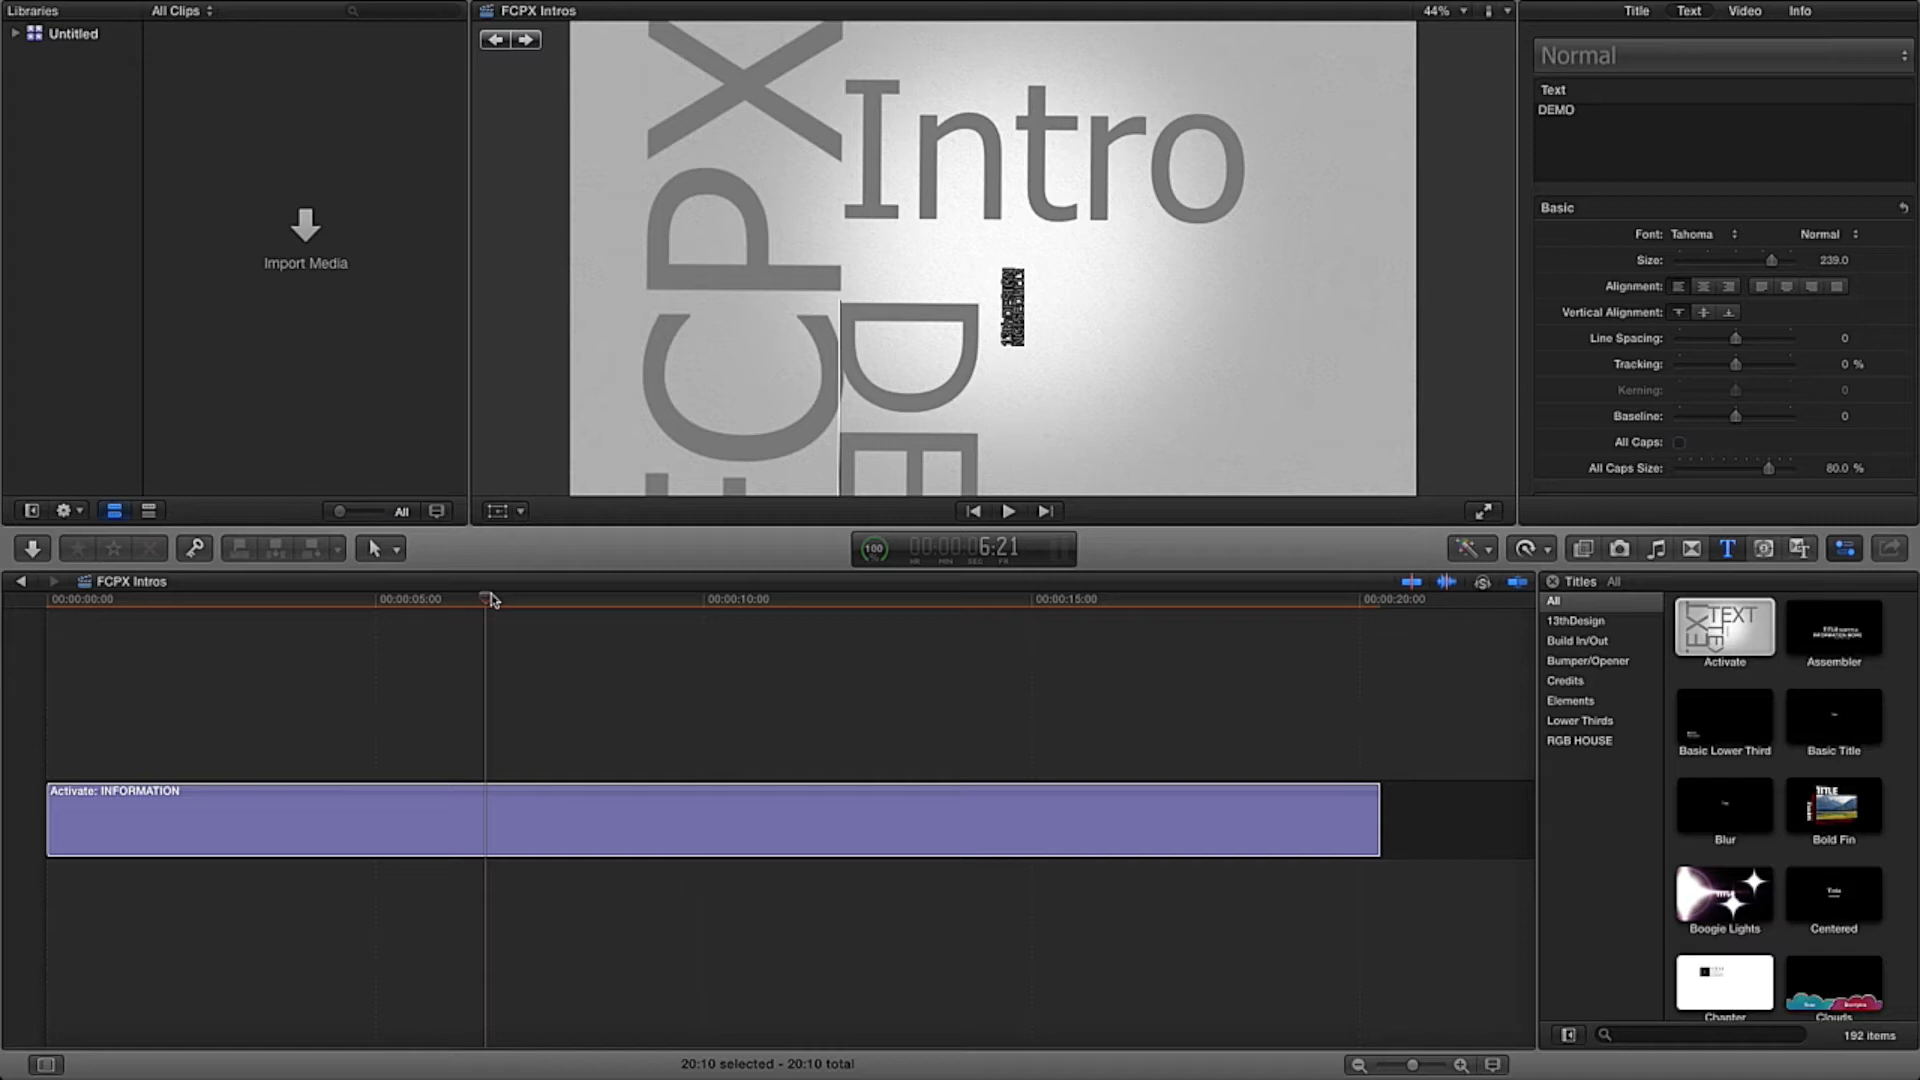 Libraries
All Clips
FCPX Intros
44%
Title
Text
Video
Info
Untitled
Import Media
All
FCPX
Intro
DE
Normal
Text
DEMO
Basic
Font: Tahoma Normal
Size: 239.0
Alignment:
Vertical Alignment:
Line Spacing: 0
Tracking: 0 %
Kerning: 0
Baseline: 0
All Caps:
All Caps Size: 80.0 %
100
%
00:00:06:21
HR MIN SEC FR
FCPX Intros
00:00:00:00
00:00:05:00
00:00:10:00
00:00:15:00
00:00:20:00
Activate: INFORMATION
20:10 selected - 20:10 total
Titles All
All
13thDesign
Build In/Out
Bumper/Opener
Credits
Elements
Lower Thirds
RGB HOUSE
TEXT
Activate
Assembler
Basic Lower Third
Basic Title
Blur
TITLE
Bold Fin
Boogie Lights
Centered
Chapter
Clouds
192 items